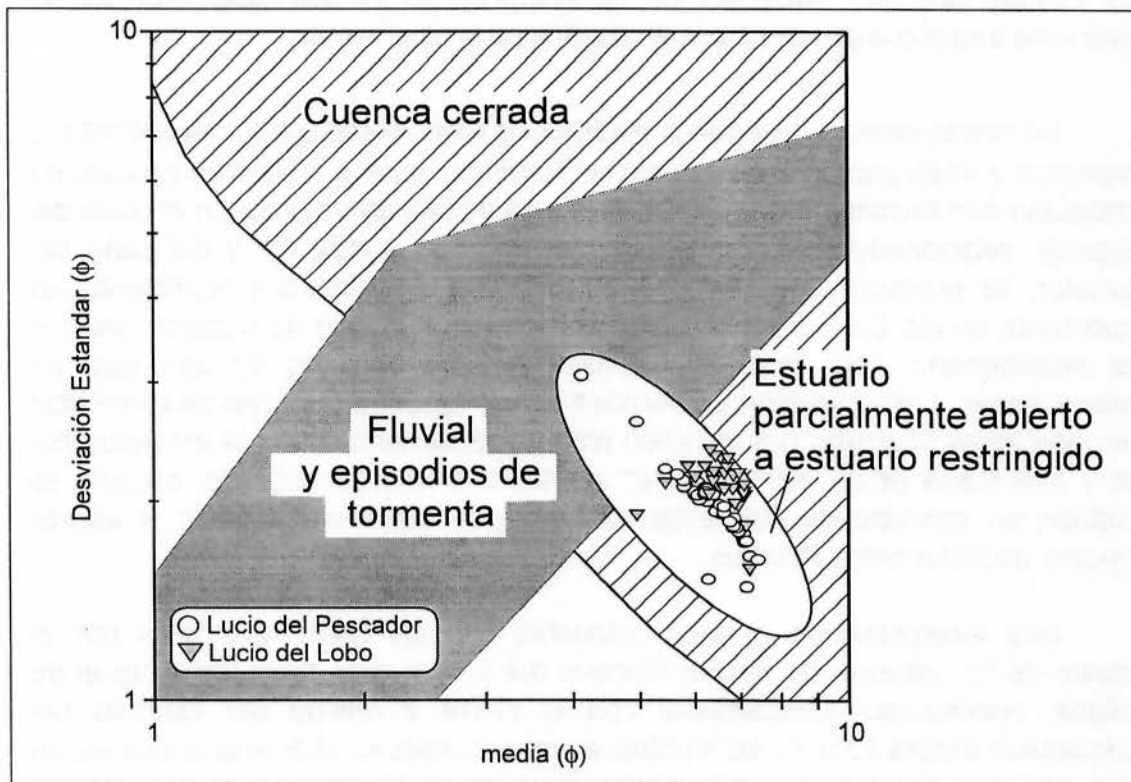 10
Cuenca cerrada
Desviación Estandar (ϕ)
Estuario
parcialmente abierto
a estuario restringido
Fluvial
y episodios de
tormenta
Lucio del Pescador
Lucio del Lobo
1
1
10
media (ϕ)